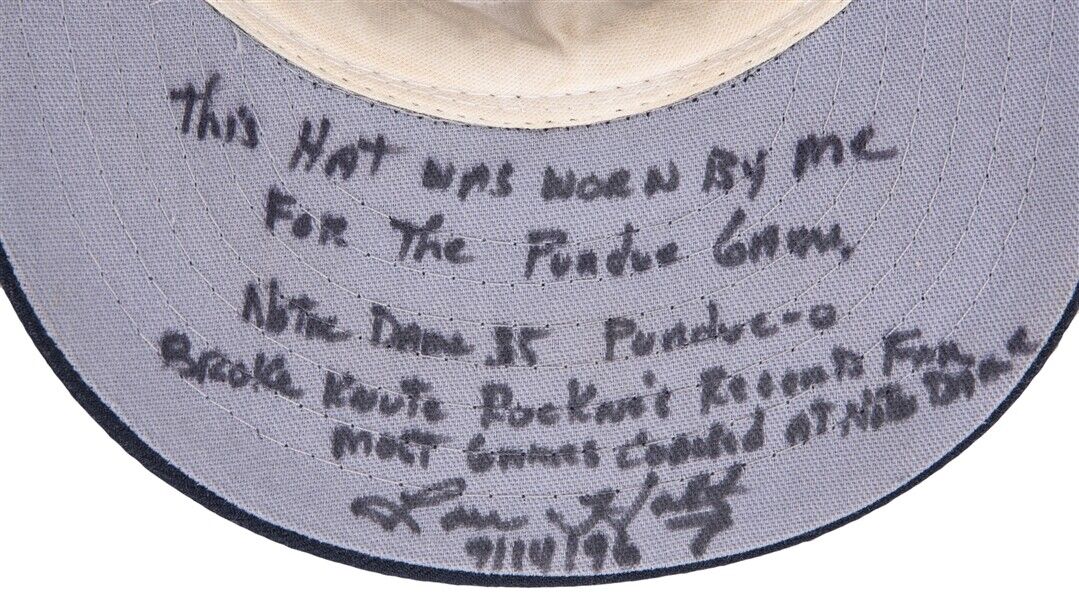 This HAT WAS WORN By Me
FOR The Purdue GAme,
Notre Dame 35 Purdue-0
Broke Knute Rockne's Records For
most Games Coached AT Notre Dame
Lou Holtz
9/14/96